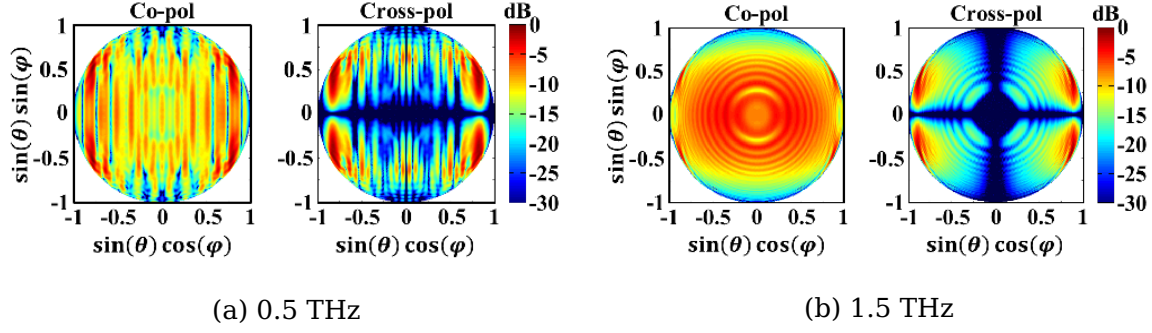 Co-pol Cross-pol dB Co-pol Cross-pol dB
1 0 1 0
0.5 -5 0.5 -5
-10 -10
0 -15 0 -15
-0.5 -20 -0.5 -20
-25 -25
-1 -30 -1 -30
sin(θ) sin(φ) sin(θ) sin(φ)
-1 -0.5 0 0.5 1 -1 -0.5 0 0.5 1 -1 -0.5 0 0.5 1 -1 -0.5 0 0.5 1
sin(θ) cos(φ) sin(θ) cos(φ) sin(θ) cos(φ) sin(θ) cos(φ)
(a) 0.5 THz (b) 1.5 THz